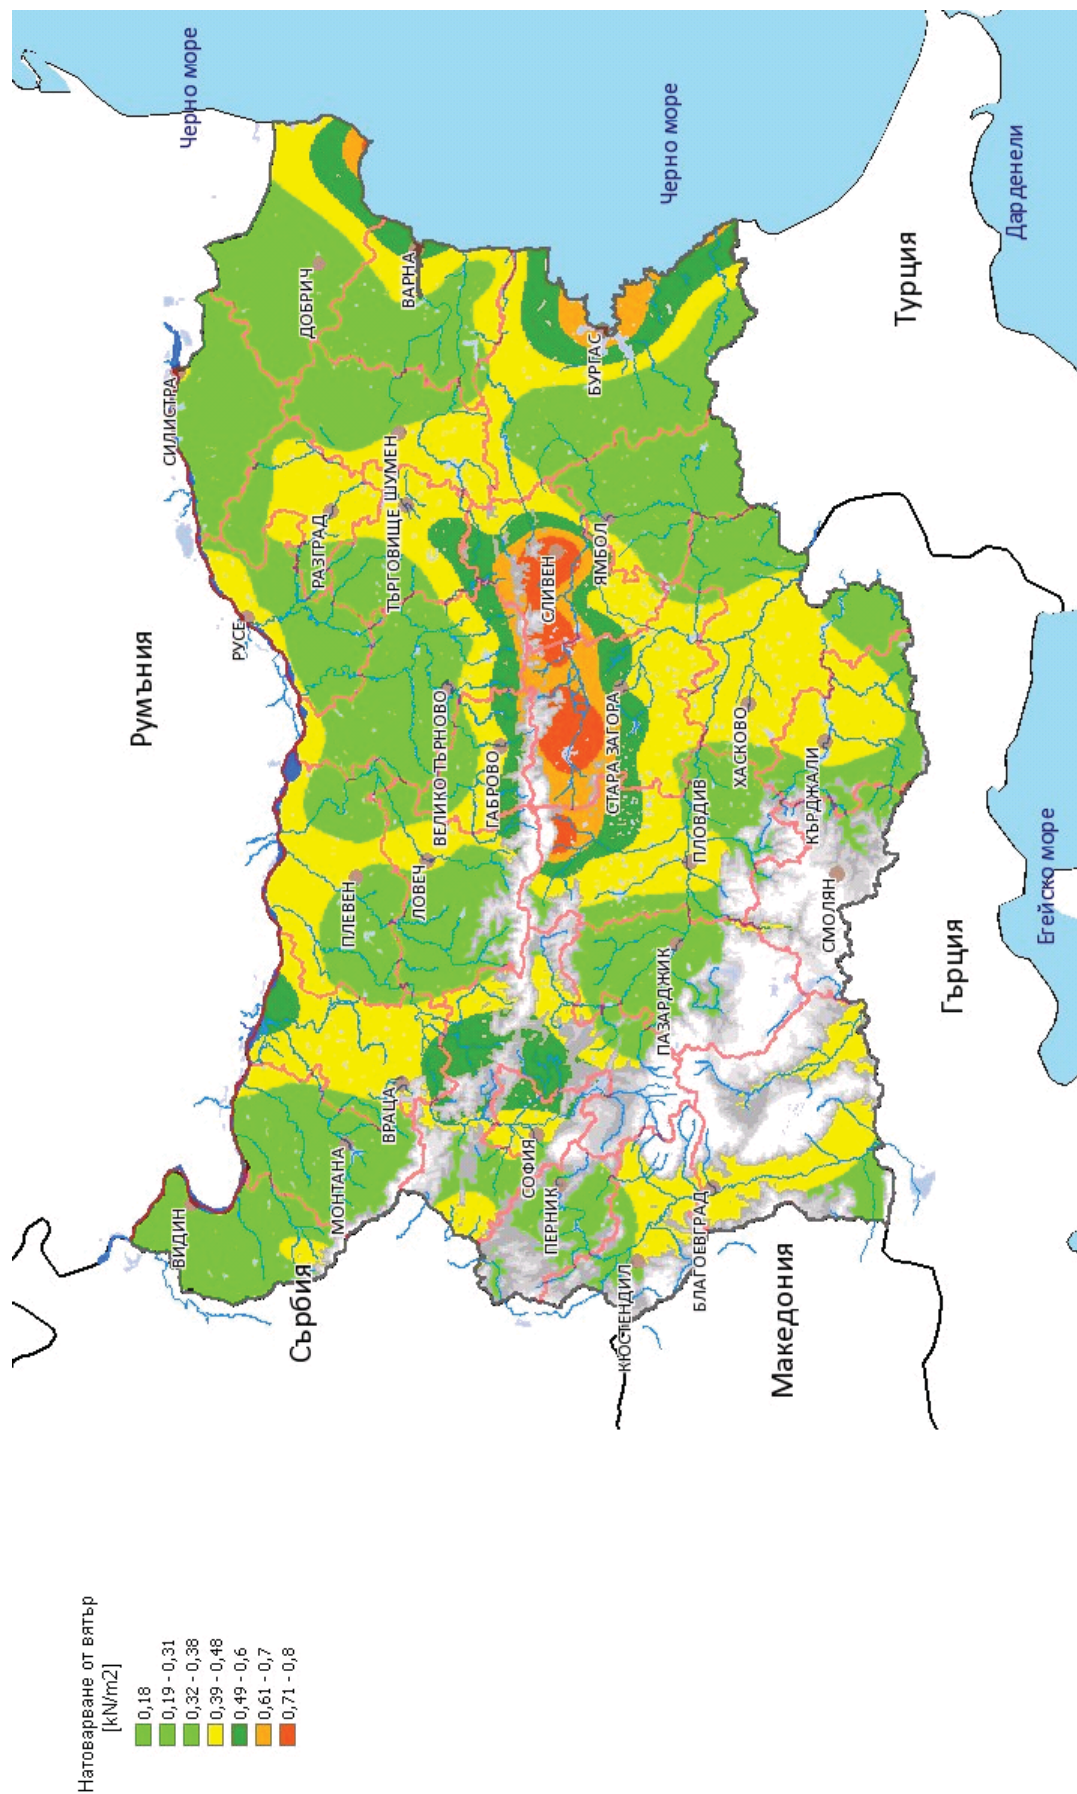 Румъния
Черно море
СИЛИСТРА
РУСЕ
ВИДИН
ДОБРИЧ
РАЗГРАД
МОНТАНА
ПЛЕВЕН
ТЪРГОВИЩЕ
ШУМЕН
ВАРНА
Сърбия
ВРАЦА
ЛОВЕЧ
ВЕЛИКО ТЪРНОВО
ГАБРОВО
СОФИЯ
ПЕРНИК
СЛИВЕН
БУРГАС
ЯМБОЛ
СТАРА ЗАГОРА
КЮСТЕНДИЛ
ПАЗАРДЖИК
Черно море
БЛАГОЕВГРАД
ПЛОВДИВ
ХАСКОВО
Македония
КЪРДЖАЛИ
СМОЛЯН
Турция
Гърция
Дарданели
Егейско море
Натоварване от вятър
[kN/m2]
0,18
0,19 - 0,31
0,32 - 0,38
0,39 - 0,48
0,49 - 0,6
0,61 - 0,7
0,71 - 0,8